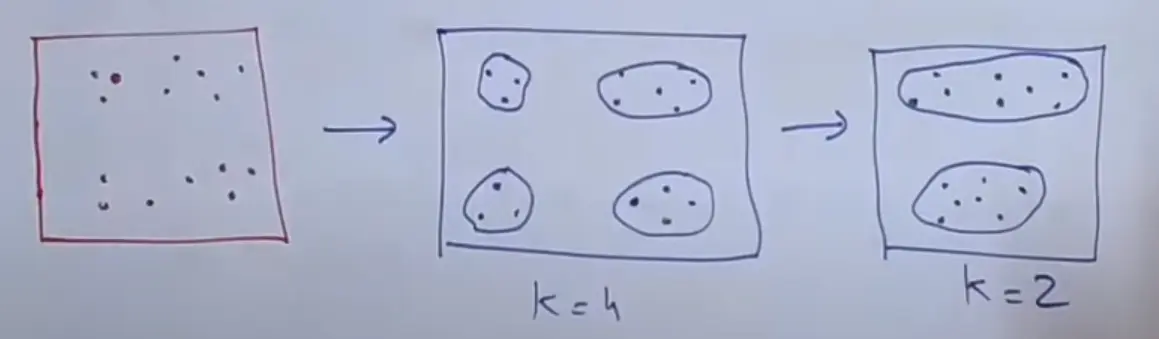 k = 4
k = 2